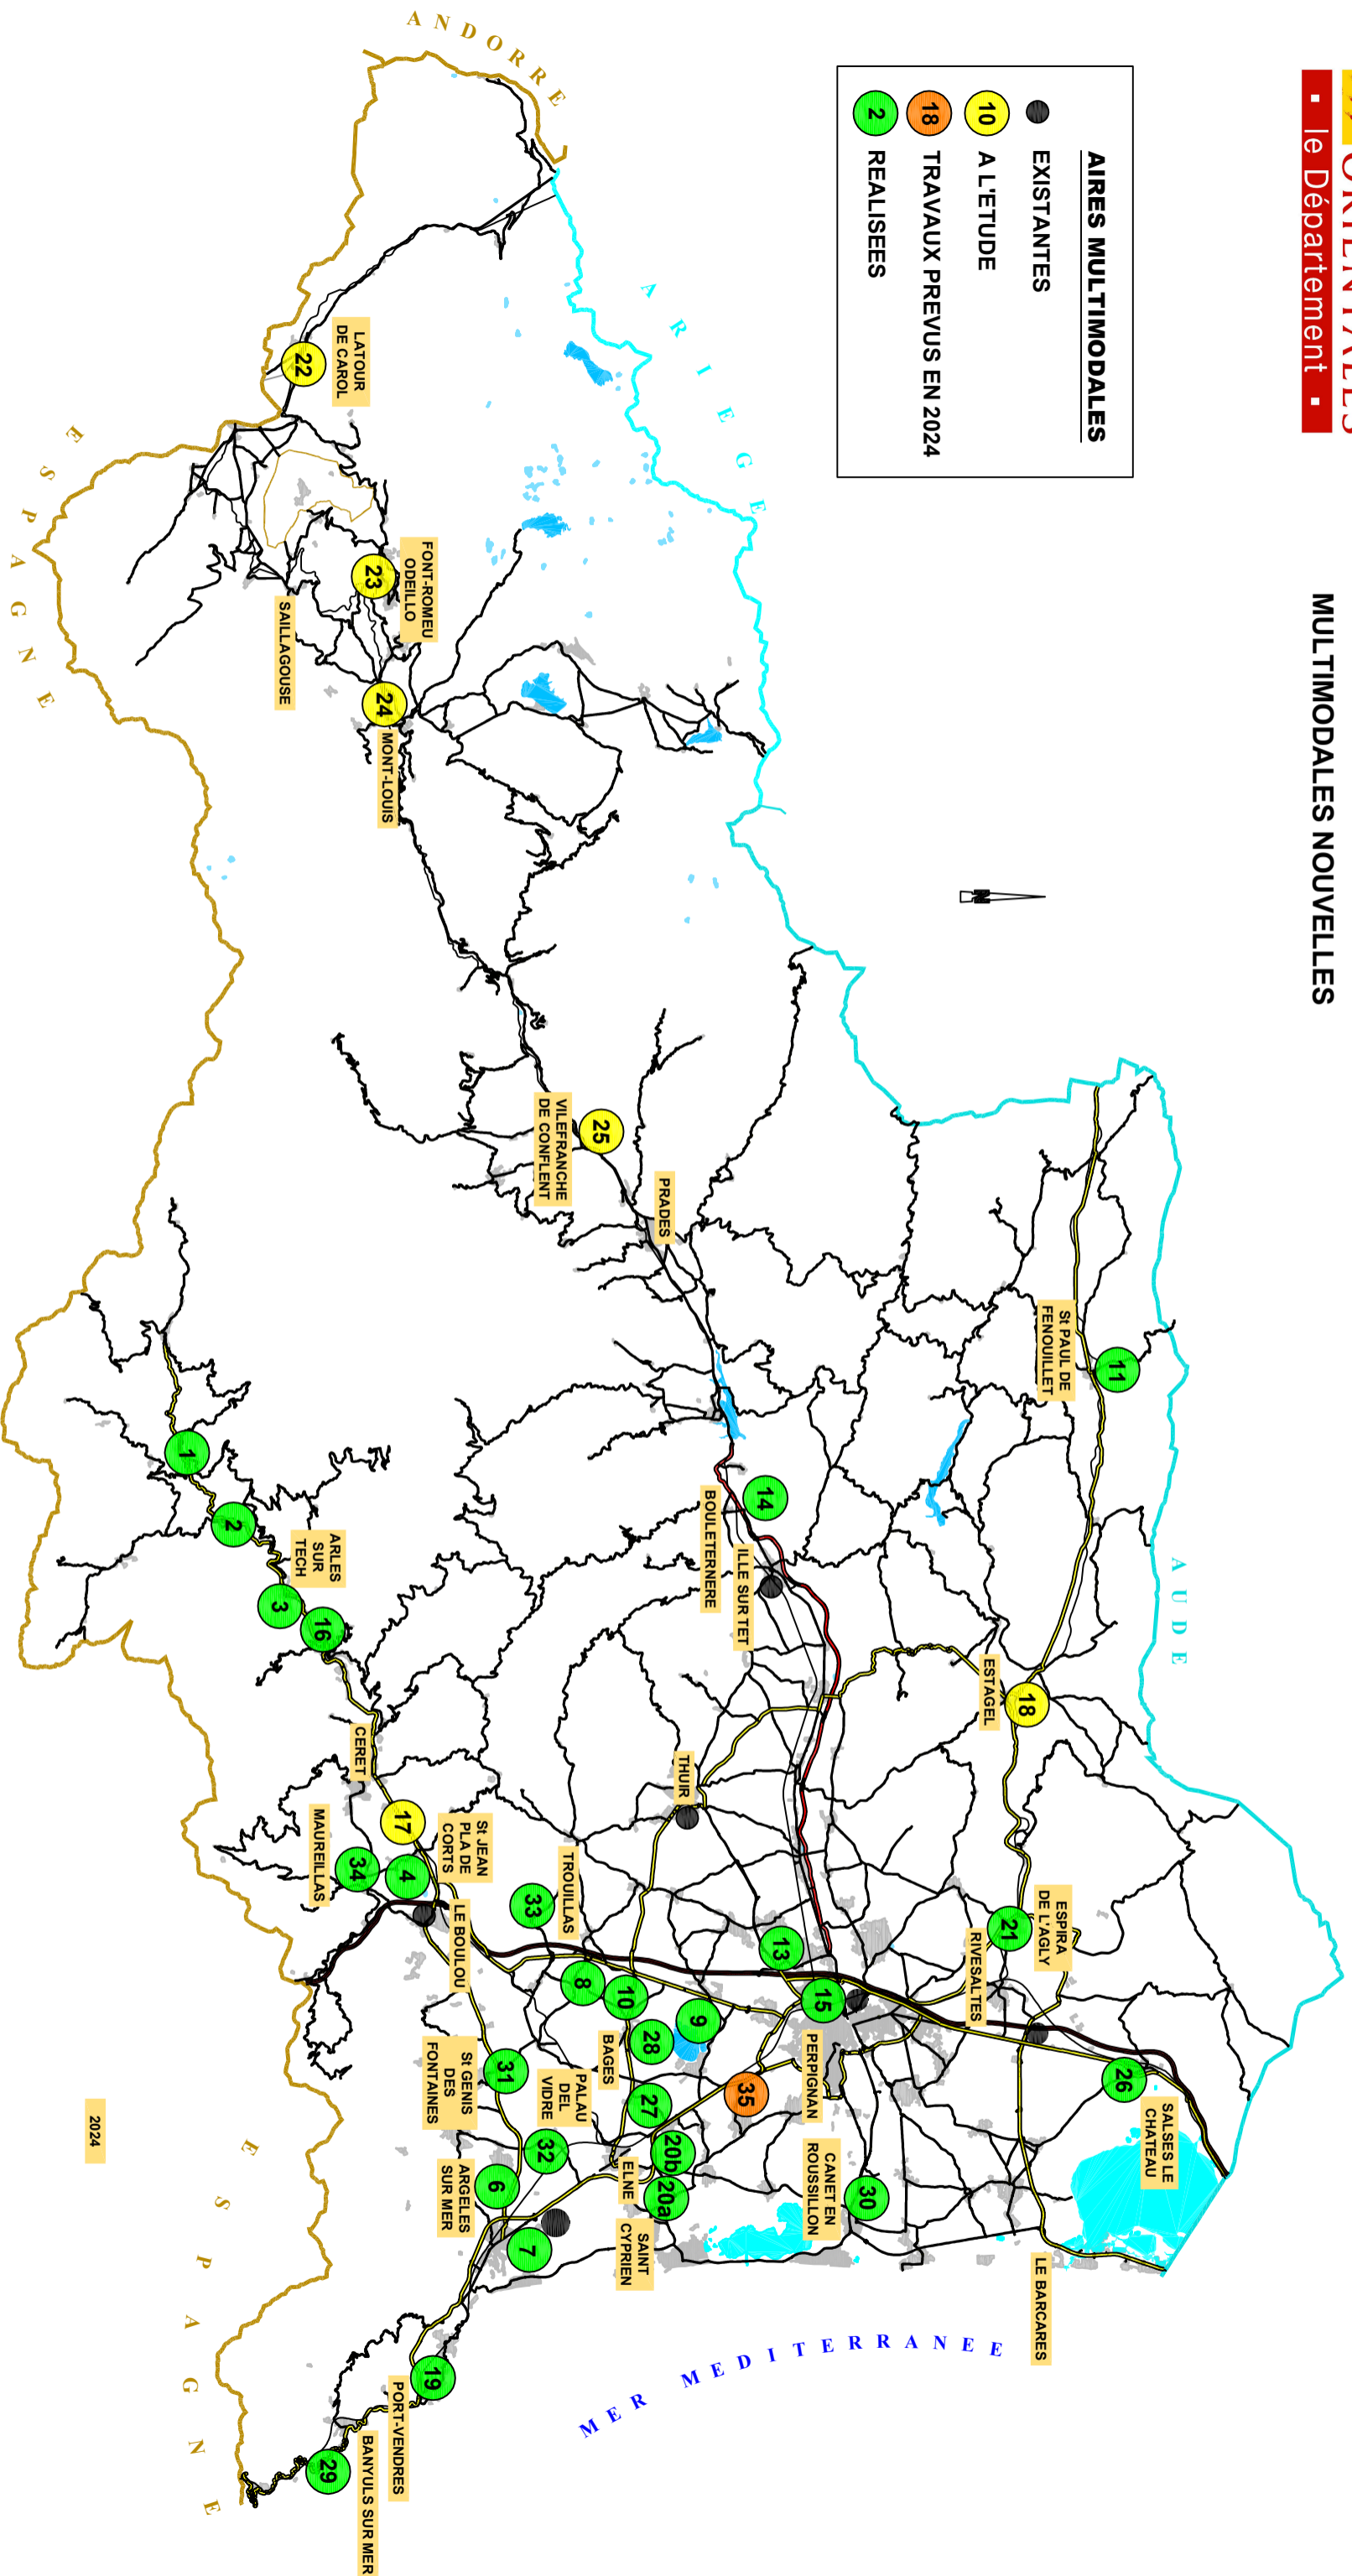 ORIENTALES
▪ le Département ▪
MULTIMODALES NOUVELLES
AIRES MULTIMODALES
EXISTANTES
10 A L'ETUDE
18 TRAVAUX PREVUS EN 2024
2 REALISEES
ANDORRE
ARIEGE
AUDE
ESPAGNE
ESPAGNE
MER MEDITERRANEE
N
11
St PAUL DE
FENOUILLET
18
ESTAGEL
21
ESPIRA
DE L'AGLY
RIVESALTES
26
SALSES LE
CHATEAU
LE BARCARES
14
BOULETERNERE
ILLE SUR TET
THUIR
13
15
PERPIGNAN
30
CANET EN
ROUSSILLON
35
9
28
10
8
BAGES
27
20b
20a
ELNE
SAINT
CYPRIEN
33
TROUILLAS
PALAU
DEL
VIDRE
32
31
St GENIS
DES
FONTAINES
6
ARGELES
SUR MER
7
19
PORT-VENDRES
BANYULS SUR MER
29
St JEAN
PLA DE
CORTS
LE BOULOU
17
4
34
MAUREILLAS
CERET
16
3
ARLES
SUR
TECH
2
1
PRADES
25
VILEFRANCHE
DE CONFLENT
24
MONT-LOUIS
23
FONT-ROMEU
ODEILLO
SAILLAGOUSE
22
LATOUR
DE CAROL
2024